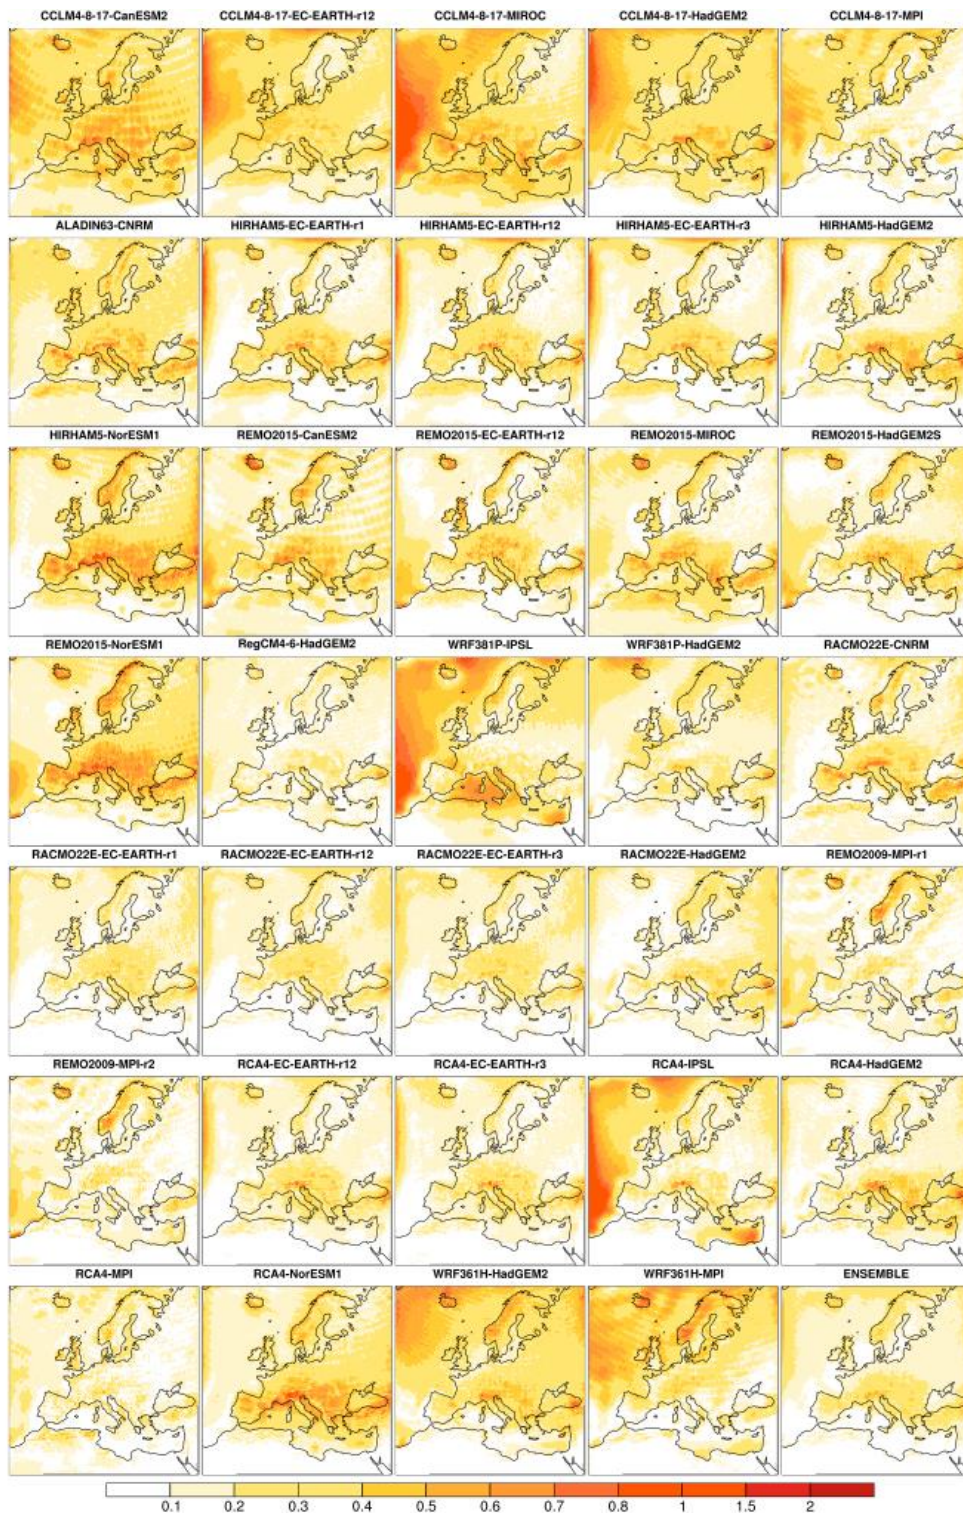 CCLM4-8-17-CanESM2 CCLM4-8-17-EC-EARTH-r12 CCLM4-8-17-MIROC CCLM4-8-17-HadGEM2 CCLM4-8-17-MPI
ALADIN63-CNRM HIRHAM5-EC-EARTH-r1 HIRHAM5-EC-EARTH-r12 HIRHAM5-EC-EARTH-r3 HIRHAM5-HadGEM2
HIRHAM5-NorESM1 REMO2015-CanESM2 REMO2015-EC-EARTH-r12 REMO2015-MIROC REMO2015-HadGEM2S
REMO2015-NorESM1 RegCM4-6-HadGEM2 WRF381P-IPSL WRF381P-HadGEM2 RACMO22E-CNRM
RACMO22E-EC-EARTH-r1 RACMO22E-EC-EARTH-r12 RACMO22E-EC-EARTH-r3 RACMO22E-HadGEM2 REMO2009-MPI-r1
REMO2009-MPI-r2 RCA4-EC-EARTH-r12 RCA4-EC-EARTH-r3 RCA4-IPSL RCA4-HadGEM2
RCA4-MPI RCA4-NorESM1 WRF361H-HadGEM2 WRF361H-MPI ENSEMBLE
0.1 0.2 0.3 0.4 0.5 0.6 0.7 0.8 1 1.5 2